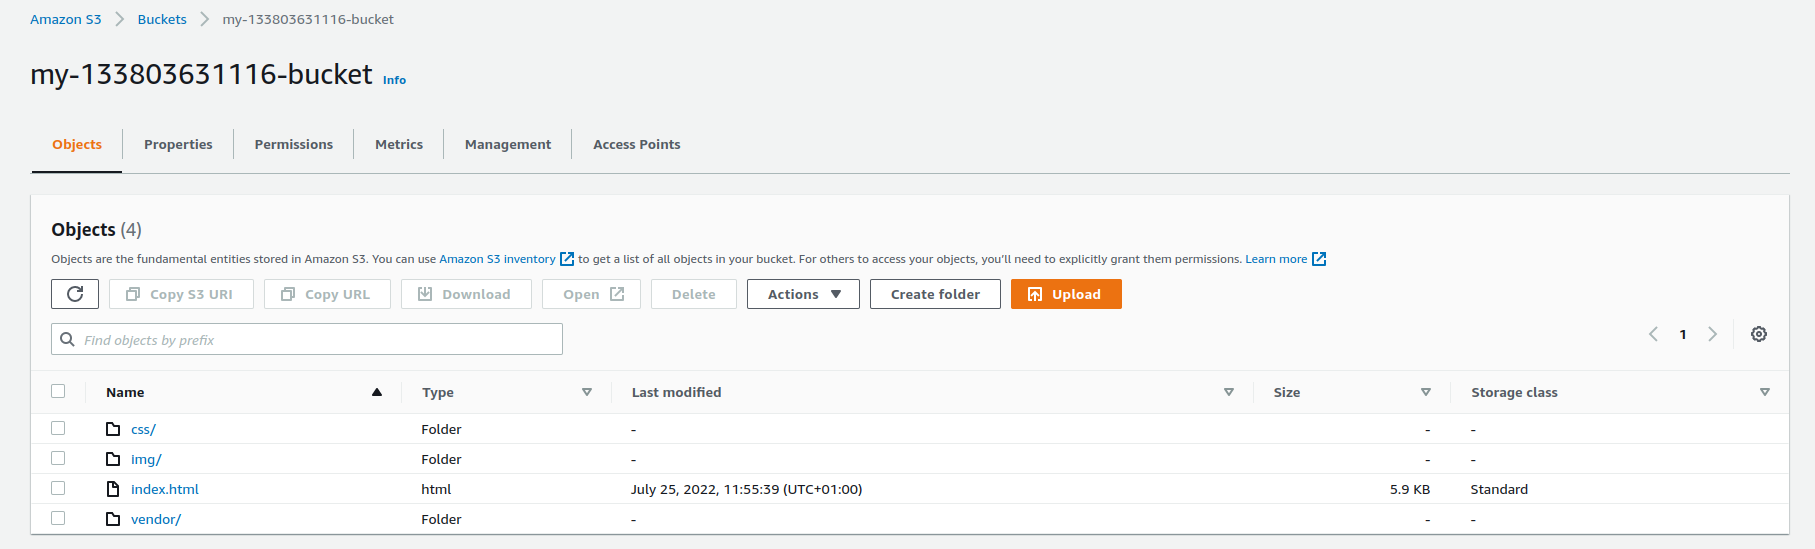 Amazon S3 > Buckets > my-133803631116-bucket
my-133803631116-bucket Info
Objects Properties Permissions Metrics Management Access Points
Objects (4)
Objects are the fundamental entities stored in Amazon S3. You can use Amazon S3 inventory to get a list of all objects in your bucket. For others to access your objects, you'll need to explicitly grant them permissions. Learn more
Copy S3 URI Copy URL Download Open Delete Actions Create folder Upload
Find objects by prefix 1
Name Type Last modified Size Storage class
css/ Folder - - -
img/ Folder - - -
index.html html July 25, 2022, 11:55:39 (UTC+01:00) 5.9 KB Standard
vendor/ Folder - - -